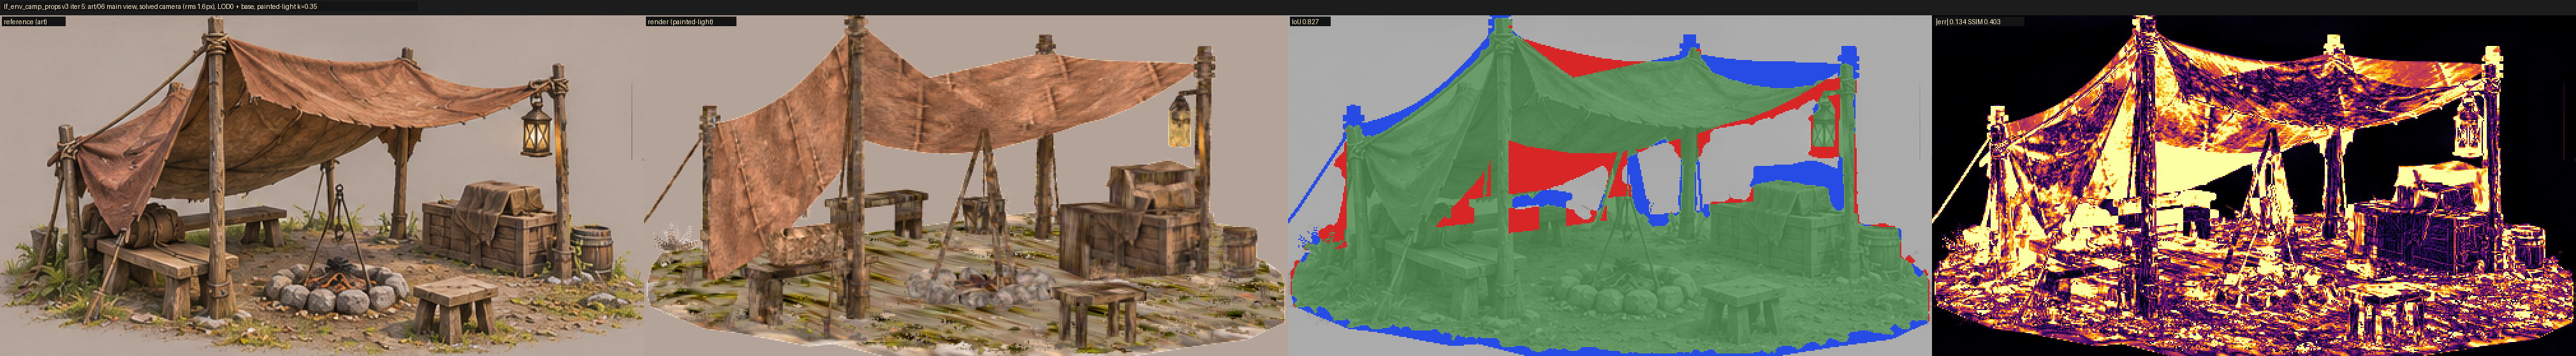 lf_env_camp_props v3 iter 5: art/06 main view, solved camera (rms 1.6px), LOD0 + base, painted-light k=0.35
reference (art)
render (painted-light)
IoU 0.827
|err| 0.134 SSIM 0.403